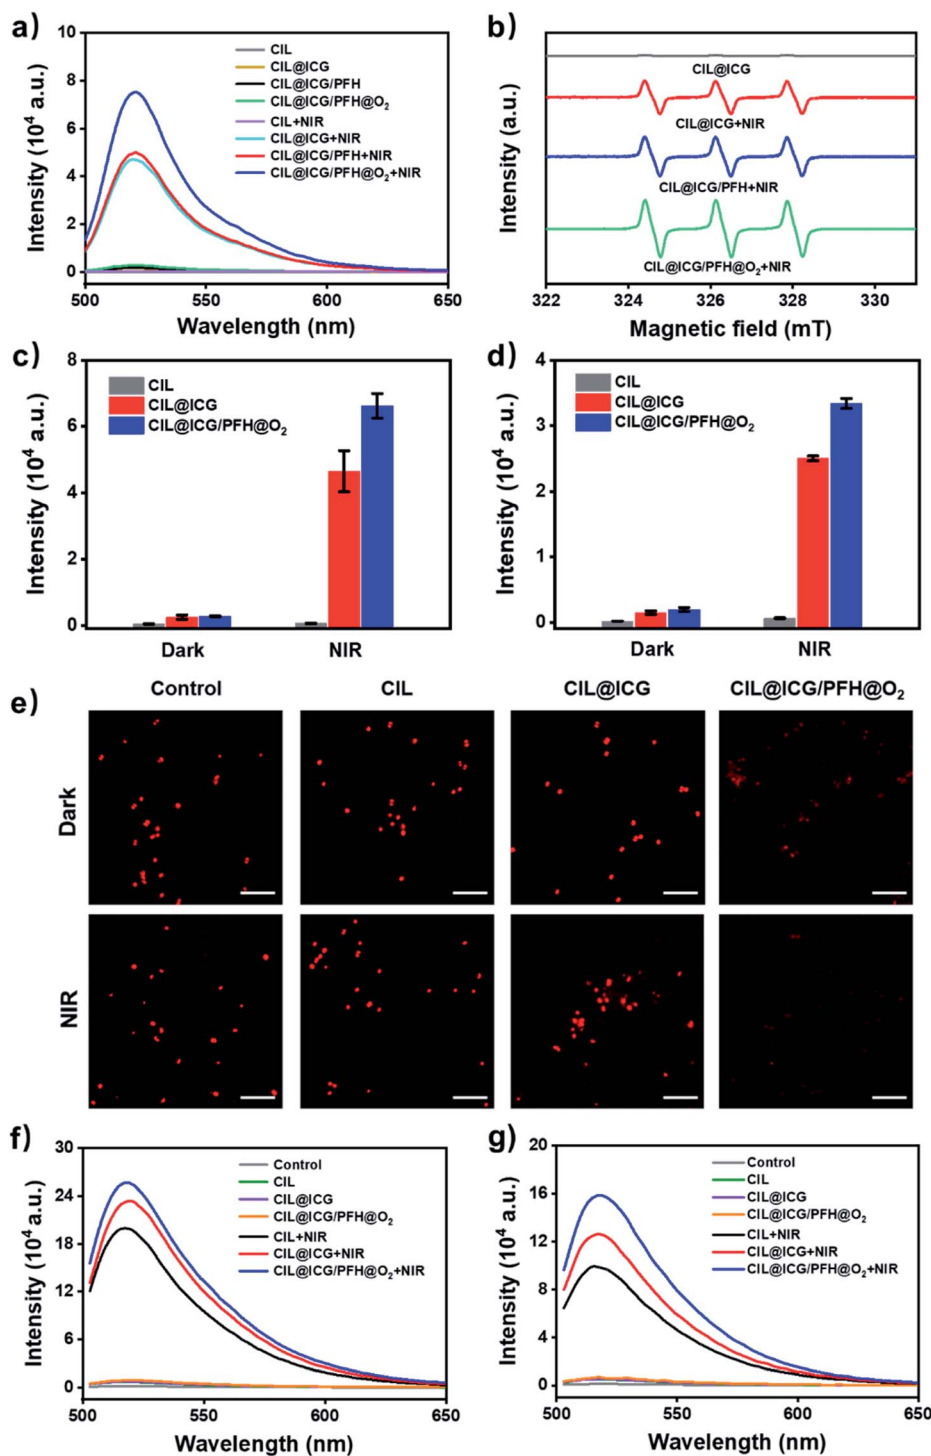 a)
10
8
6
4
2
0
500
550
600
650
Intensity (10⁴ a.u.)
Wavelength (nm)
CIL
CIL@ICG
CIL@ICG/PFH
CIL@ICG/PFH@O₂
CIL+NIR
CIL@ICG+NIR
CIL@ICG/PFH+NIR
CIL@ICG/PFH@O₂+NIR
b)
Intensity (a.u.)
CIL@ICG
CIL@ICG+NIR
CIL@ICG/PFH+NIR
CIL@ICG/PFH@O₂+NIR
322
324
326
328
330
Magnetic field (mT)
c)
8
6
4
2
0
Intensity (10⁴ a.u.)
CIL
CIL@ICG
CIL@ICG/PFH@O₂
Dark
NIR
d)
4
3
2
1
0
Intensity (10⁴ a.u.)
CIL
CIL@ICG
CIL@ICG/PFH@O₂
Dark
NIR
e)
Control
CIL
CIL@ICG
CIL@ICG/PFH@O₂
Dark
NIR
f)
30
24
18
12
6
0
Intensity (10⁴ a.u.)
Control
CIL
CIL@ICG
CIL@ICG/PFH@O₂
CIL+NIR
CIL@ICG+NIR
CIL@ICG/PFH@O₂+NIR
500
550
600
650
Wavelength (nm)
g)
20
16
12
8
4
0
Intensity (10⁴ a.u.)
Control
CIL
CIL@ICG
CIL@ICG/PFH@O₂
CIL+NIR
CIL@ICG+NIR
CIL@ICG/PFH@O₂+NIR
500
550
600
650
Wavelength (nm)